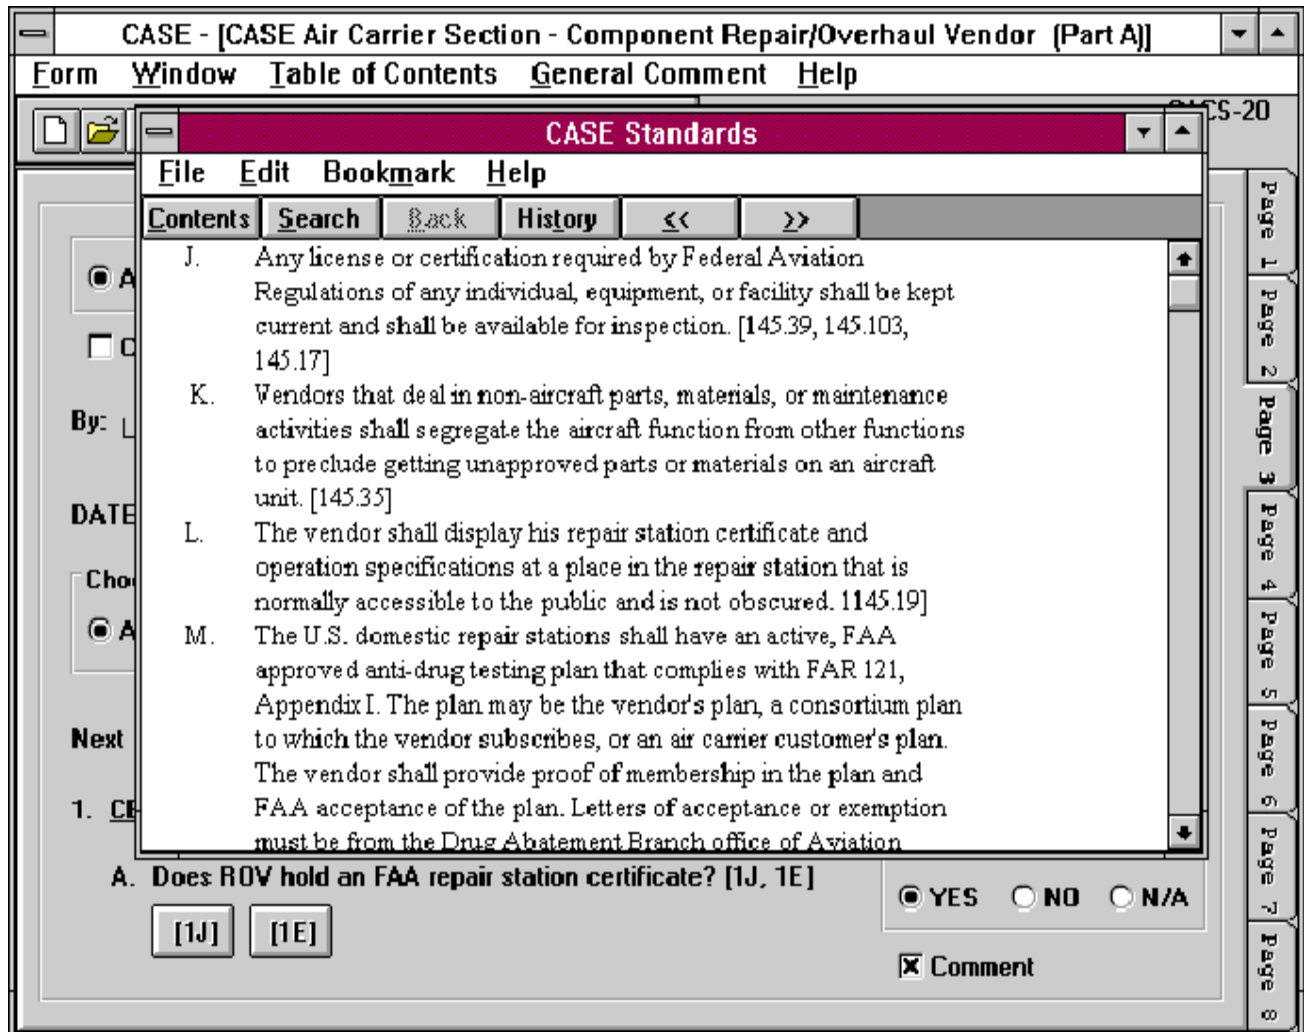 CASE - [CASE Air Carrier Section - Component Repair/Overhaul Vendor (Part A)]
Form Window Table of Contents General Comment Help
CS-20
CASE Standards
File Edit Bookmark Help
Contents Search Back History << >>
J. Any license or certification required by Federal Aviation
Regulations of any individual, equipment, or facility shall be kept
current and shall be available for inspection. [145.39, 145.103,
145.17]
K. Vendors that deal in non-aircraft parts, materials, or maintenance
activities shall segregate the aircraft function from other functions
to preclude getting unapproved parts or materials on an aircraft
unit. [145.35]
L. The vendor shall display his repair station certificate and
operation specifications at a place in the repair station that is
normally accessible to the public and is not obscured. 1145.19]
M. The U.S. domestic repair stations shall have an active, FAA
approved anti-drug testing plan that complies with FAR 121,
Appendix I. The plan may be the vendor's plan, a consortium plan
to which the vendor subscribes, or an air carrier customer's plan.
The vendor shall provide proof of membership in the plan and
FAA acceptance of the plan. Letters of acceptance or exemption
must be from the Drug Abatement Branch office of Aviation
A
C
By:
DATE
Choo
A
Next
1. CE
A. Does ROV hold an FAA repair station certificate? [1J, 1E]
[1J] [1E]
YES NO N/A
Comment
Page 1
Page 2
Page 3
Page 4
Page 5
Page 6
Page 7
Page 8